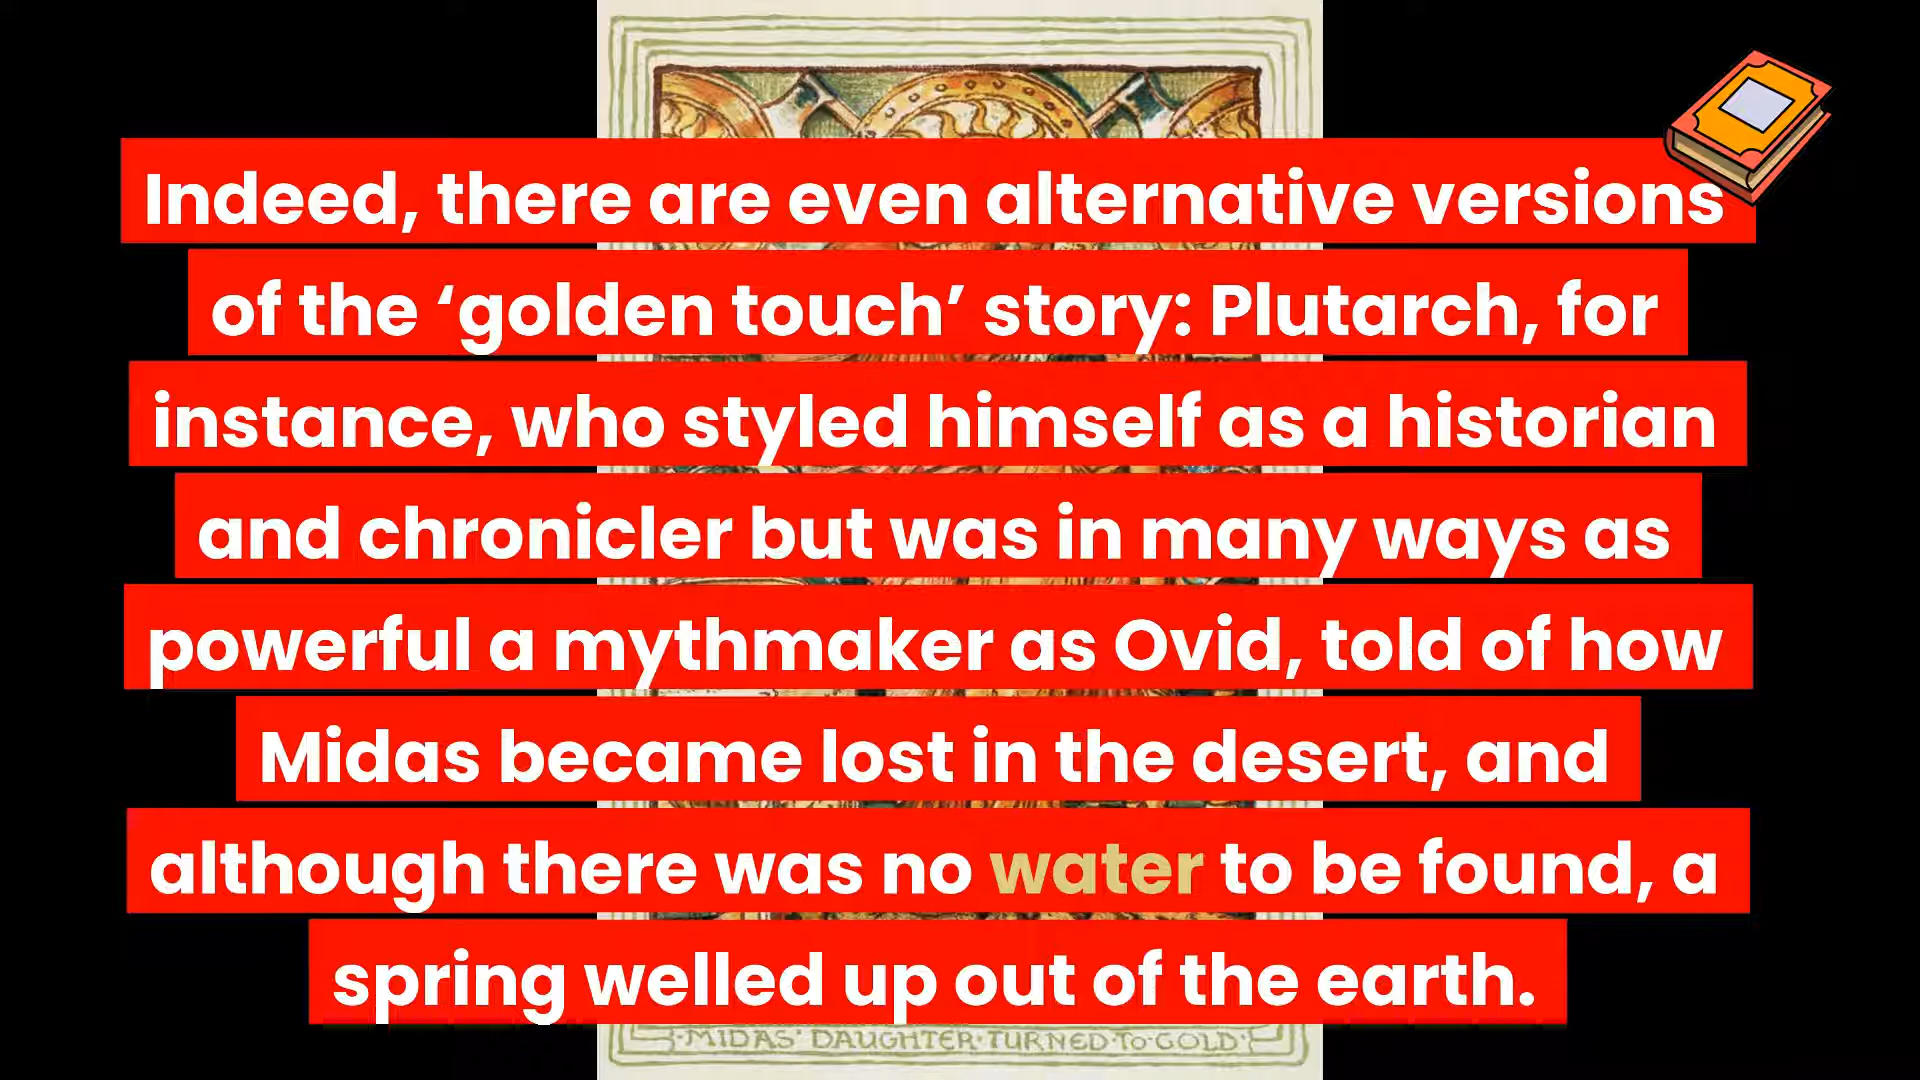 Indeed, there are even alternative versions
of the ‘golden touch’ story: Plutarch, for
instance, who styled himself as a historian
and chronicler but was in many ways as
powerful a mythmaker as Ovid, told of how
Midas became lost in the desert, and
although there was no water to be found, a
spring welled up out of the earth.
·MIDAS' DAUGHTER·TURNED·TO·GOLD·